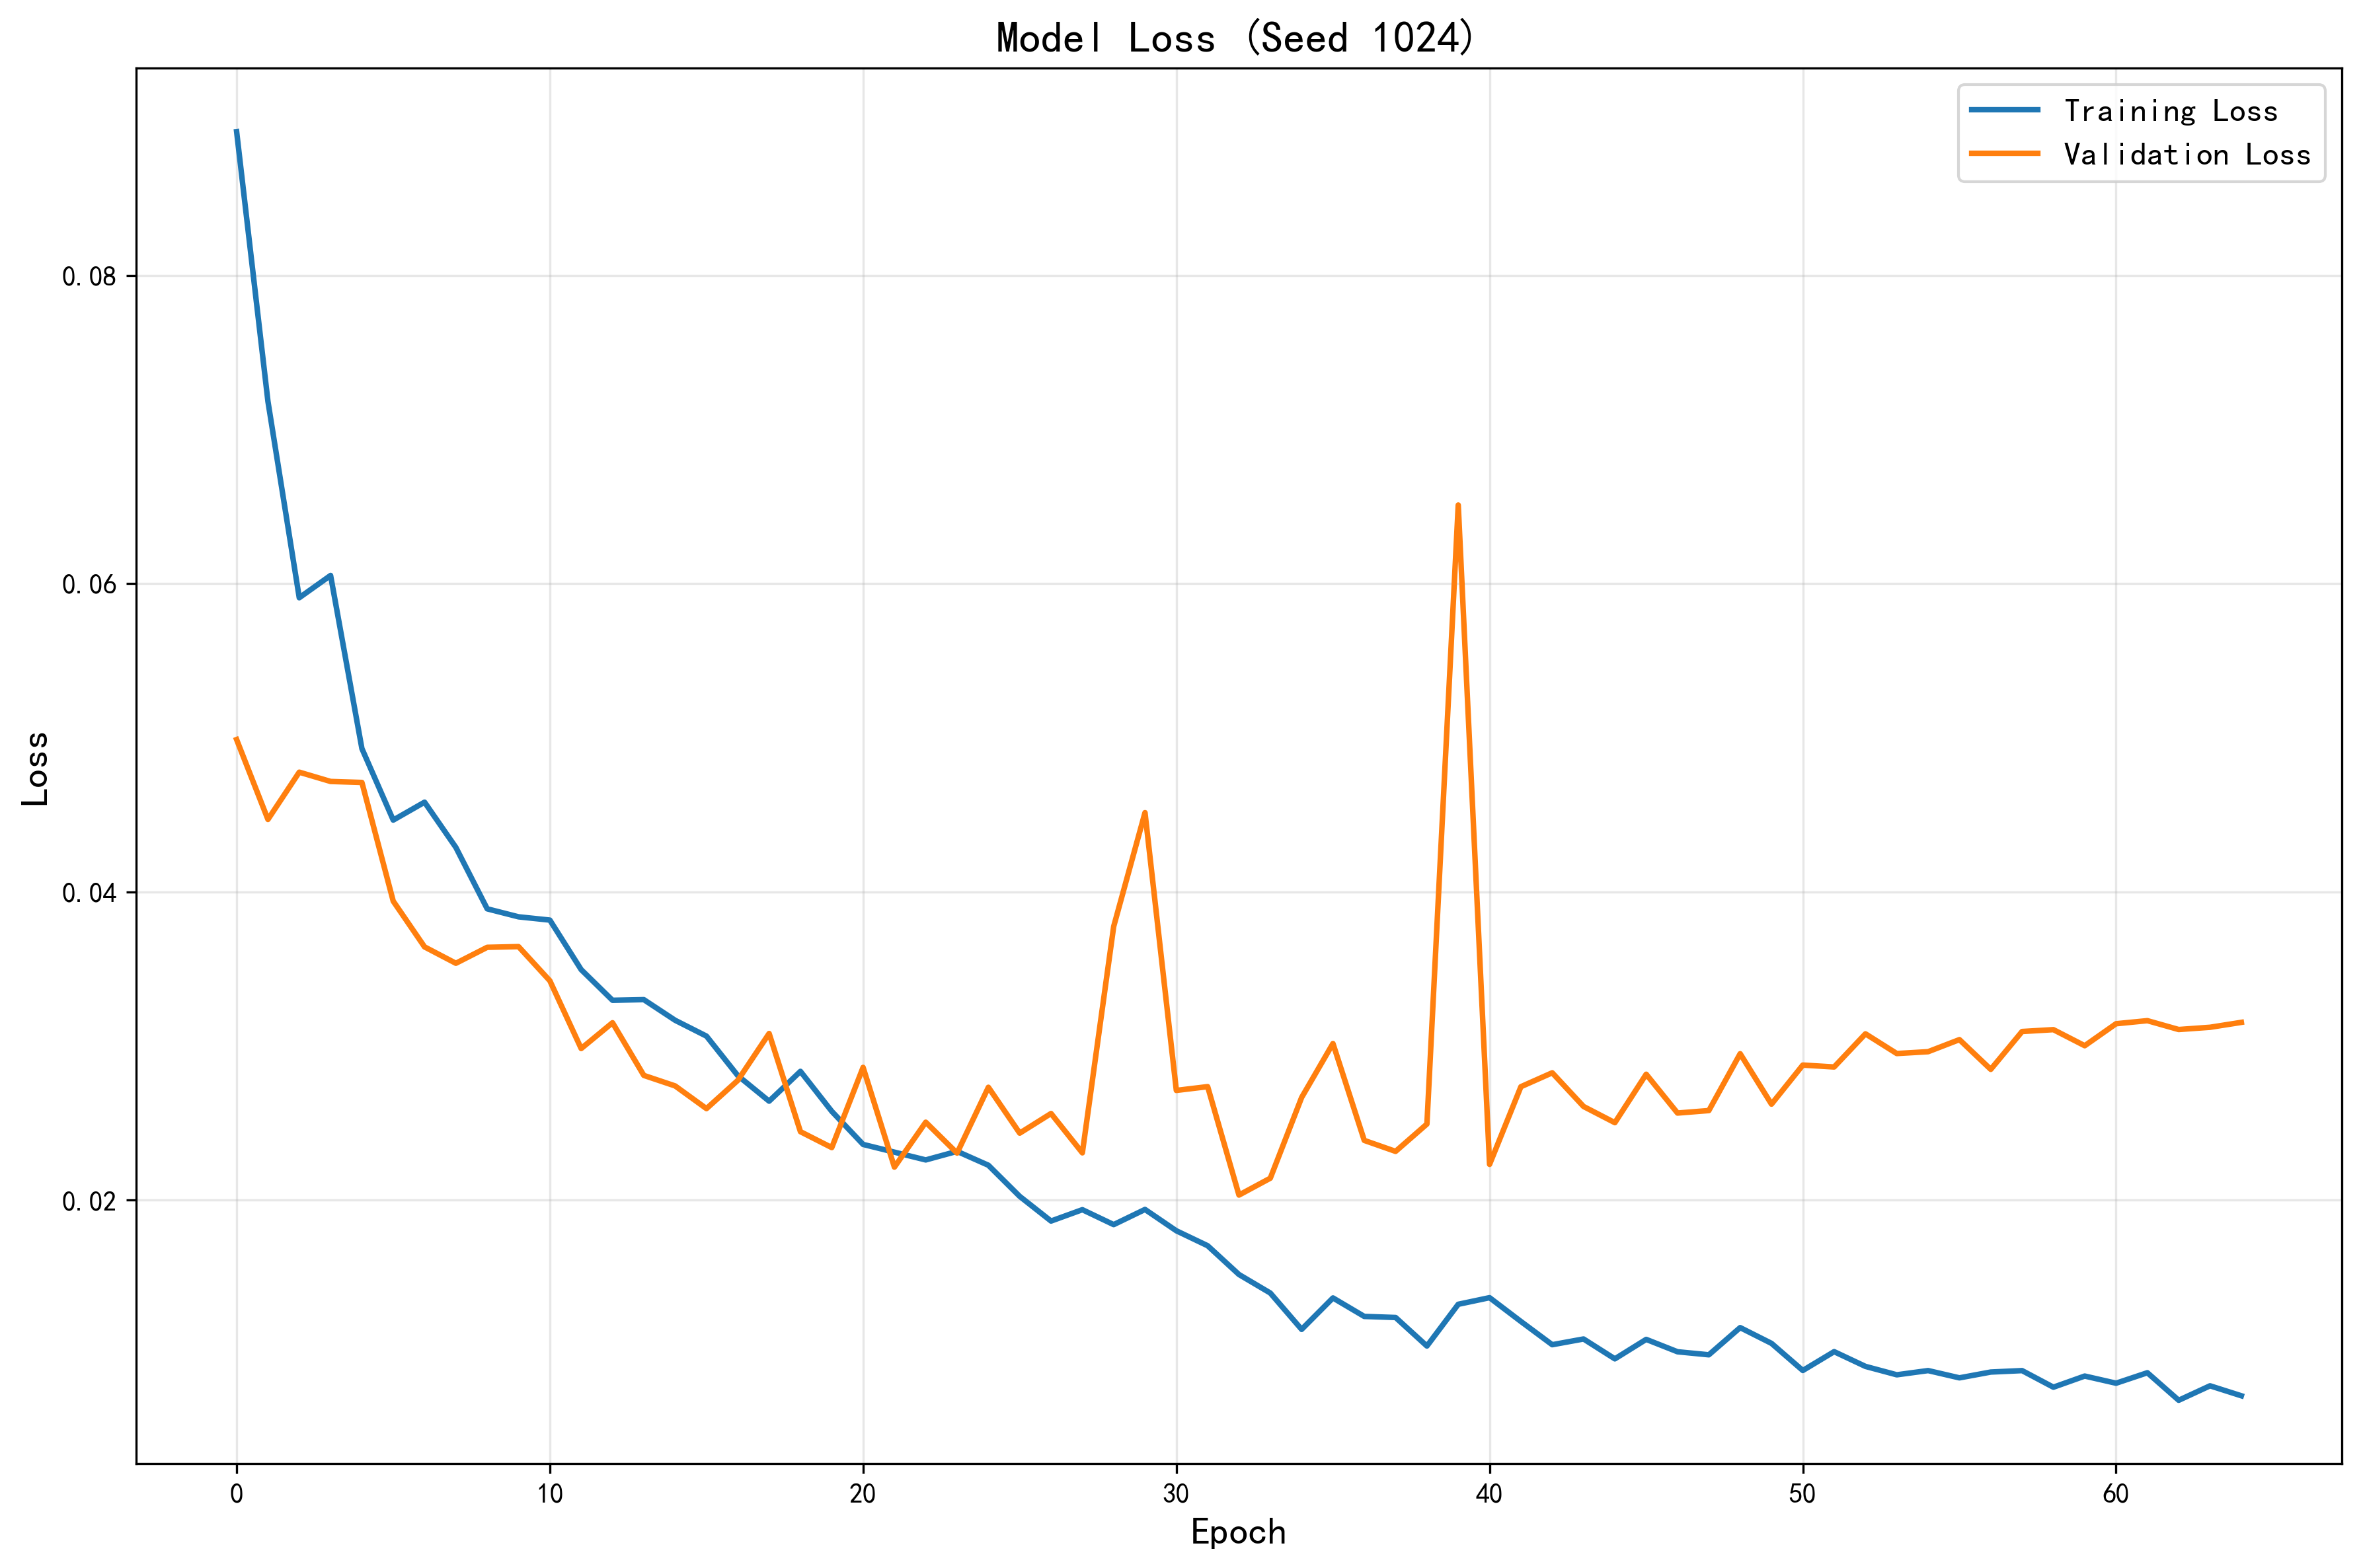 Model Loss (Seed 1024)
Training Loss
Validation Loss
0.08
0.06
0.04
0.02
Loss
0
10
20
30
40
50
60
Epoch